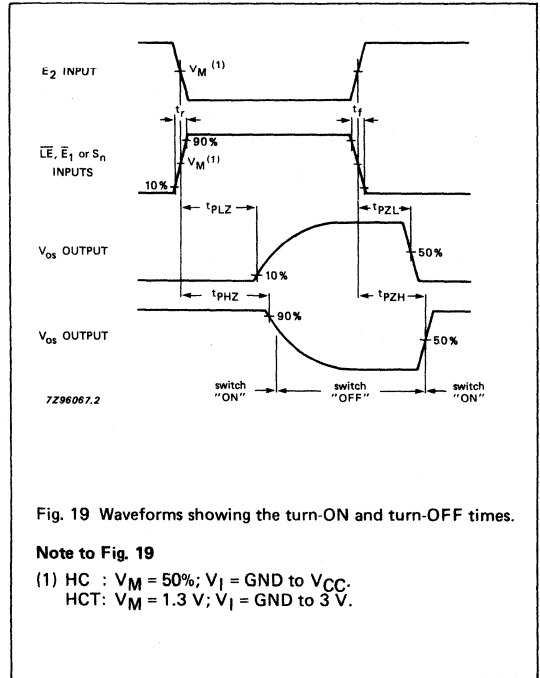 E2 INPUT
VM (1)
tr
tf
90%
L̅E̅, E̅1 or Sn
INPUTS
VM(1)
10%
tPLZ
tPZL
Vos OUTPUT
50%
10%
tPHZ
tPZH
90%
Vos OUTPUT
50%
switch
"ON"
switch
"OFF"
switch
"ON"
7Z96067.2
Fig. 19 Waveforms showing the turn-ON and turn-OFF times.
Note to Fig. 19
(1) HC : VM = 50%; VI = GND to VCC.
HCT: VM = 1.3 V; VI = GND to 3 V.